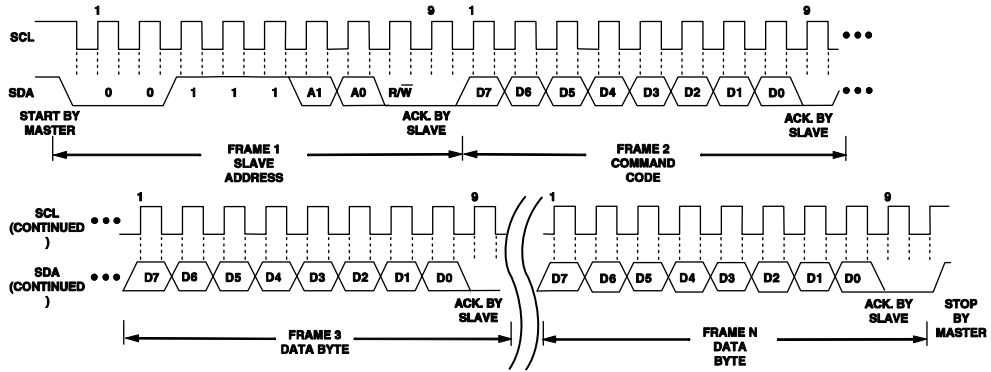 1 9 1 9
SCL
SDA 0 0 1 1 1 A1 A0 R/W D7 D6 D5 D4 D3 D2 D1 D0
START BY
MASTER
ACK. BY
SLAVE
ACK. BY
SLAVE
FRAME 1
SLAVE
ADDRESS
FRAME 2
COMMAND
CODE
1 9 1 9
SCL
(CONTINUED
)
SDA
(CONTINUED
)
D7 D6 D5 D4 D3 D2 D1 D0 D7 D6 D5 D4 D3 D2 D1 D0
ACK. BY
SLAVE
ACK. BY
SLAVE
STOP
BY
MASTER
FRAME 3
DATA BYTE
FRAME N
DATA
BYTE